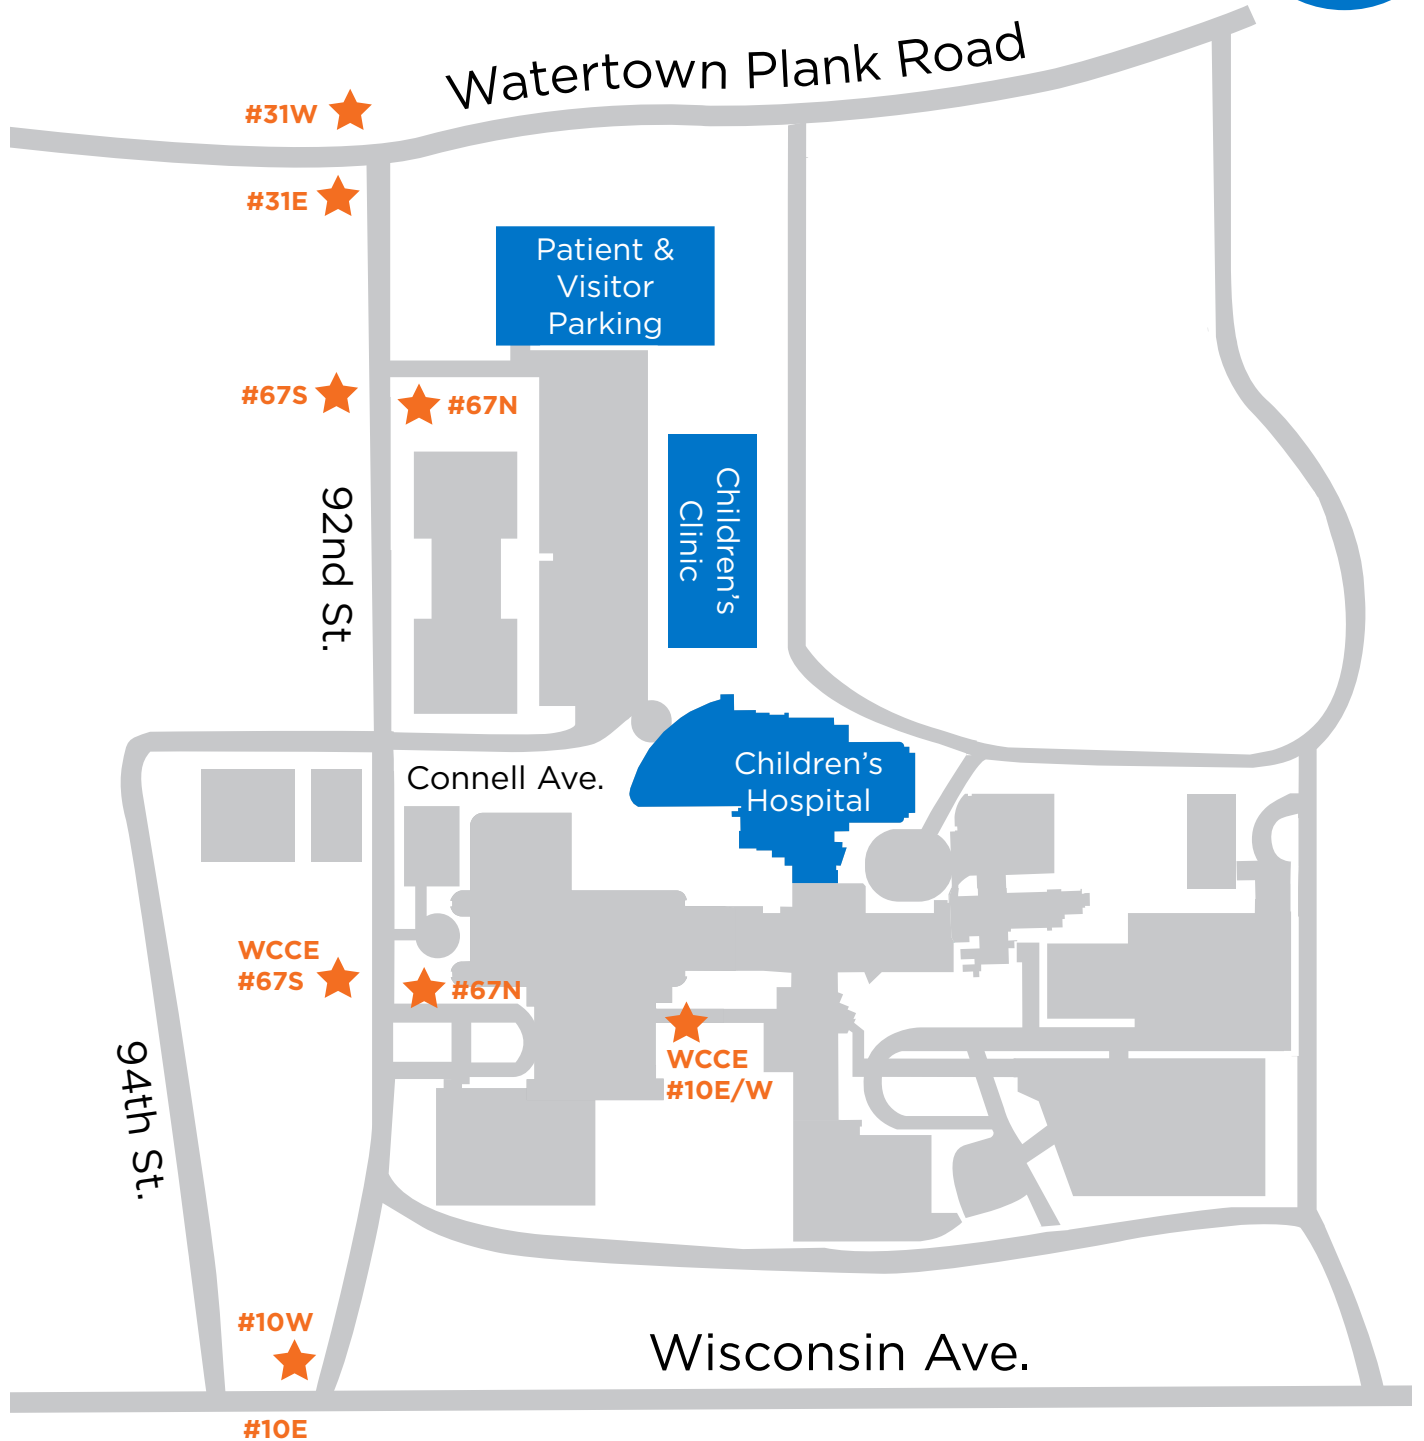 Watertown Plank Road
#31W
#31E
Patient &
Visitor
Parking
#67S
#67N
92nd St.
Children's
Clinic
Connell Ave.
Children's
Hospital
WCCE
#67S
#67N
WCCE
#10E/W
94th St.
#10W
Wisconsin Ave.
#10E